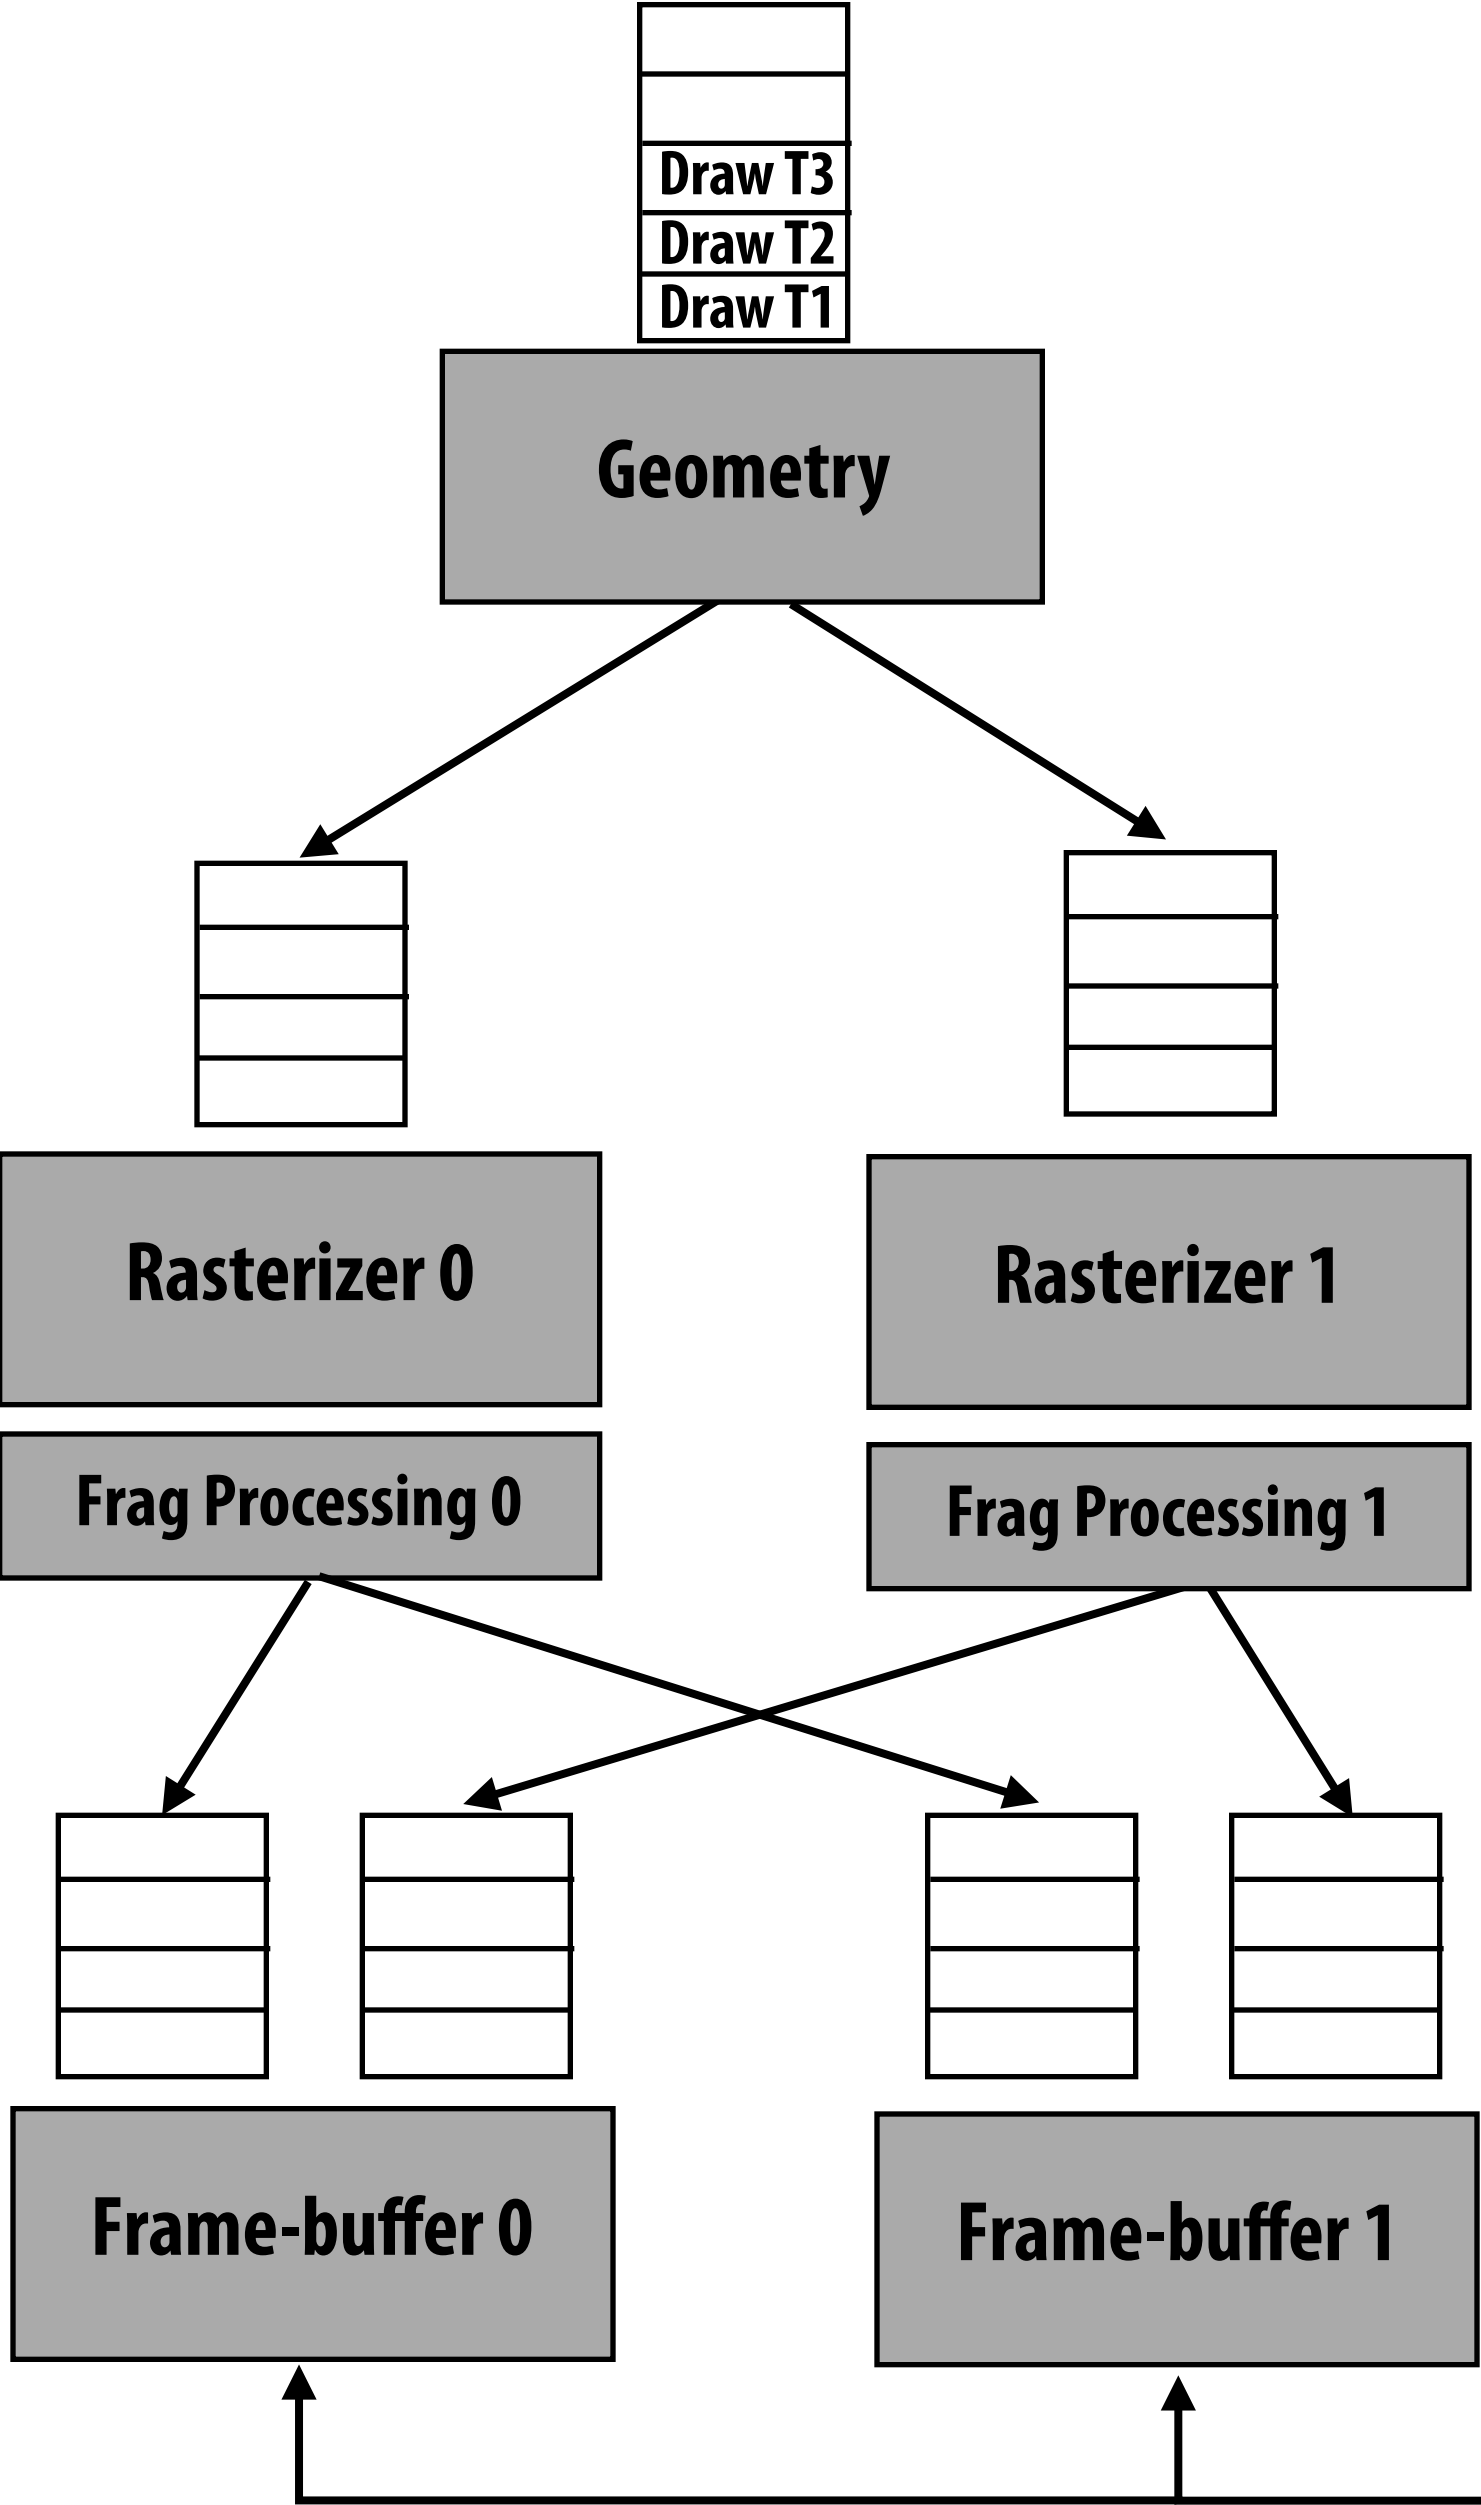 Draw T3
Draw T2
Draw T1
Geometry
Rasterizer 0
Rasterizer 1
Frag Processing 0
Frag Processing 1
Frame-buffer 0
Frame-buffer 1